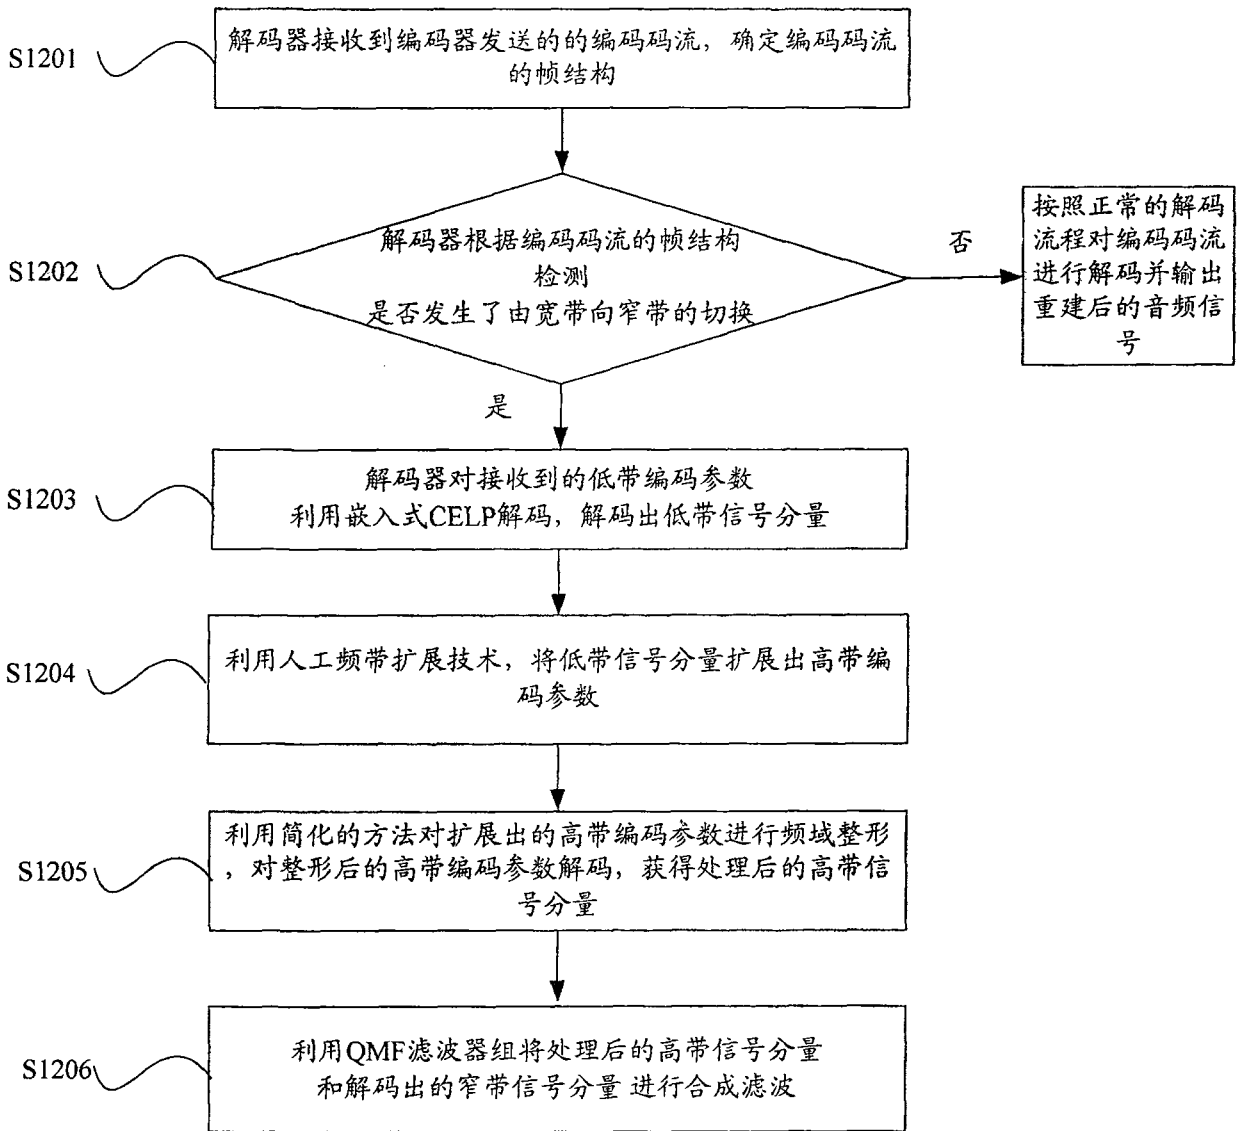 S1201
解码器接收到编码器发送的的编码码流，确定编码码流
的帧结构
S1202
解码器根据编码码流的帧结构
检测
是否发生了由宽带向窄带的切换
否
按照正常的解码
流程对编码码流
进行解码并输出
重建后的音频信
号
是
S1203
解码器对接收到的低带编码参数
利用嵌入式CELP解码，解码出低带信号分量
S1204
利用人工频带扩展技术，将低带信号分量扩展出高带编
码参数
S1205
利用简化的方法对扩展出的高带编码参数进行频域整形
，对整形后的高带编码参数解码，获得处理后的高带信
号分量
S1206
利用QMF滤波器组将处理后的高带信号分量
和解码出的窄带信号分量 进行合成滤波